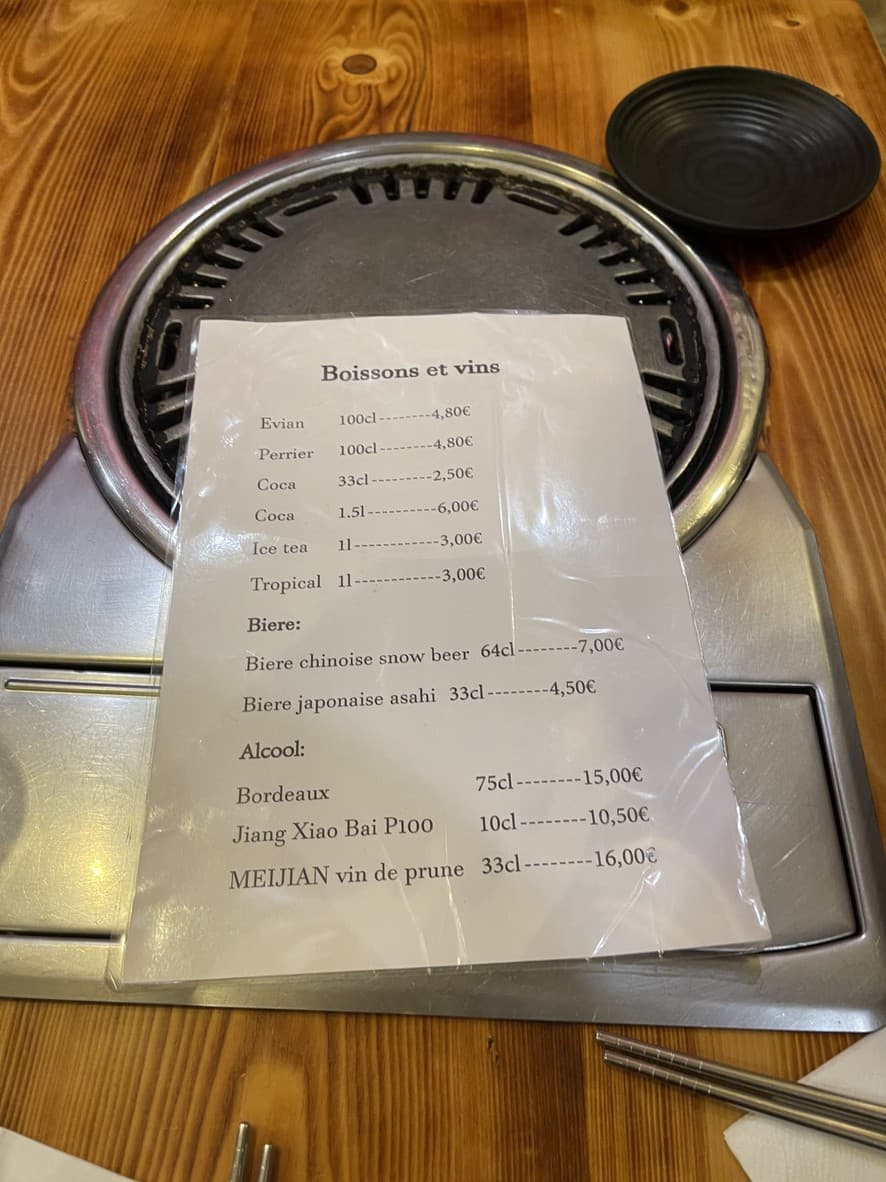 Boissons et vins
Evian 100cl--------4,80€
Perrier 100cl--------4,80€
Coca 33cl---------2,50€
Coca 1.5l----------6,00€
Ice tea 1l------------3,00€
Tropical 1l------------3,00€
Biere:
Biere chinoise snow beer 64cl--------7,00€
Biere japonaise asahi 33cl--------4,50€
Alcool:
Bordeaux 75cl--------15,00€
Jiang Xiao Bai P100 10cl--------10,50€
MEIJIAN vin de prune 33cl--------16,00€